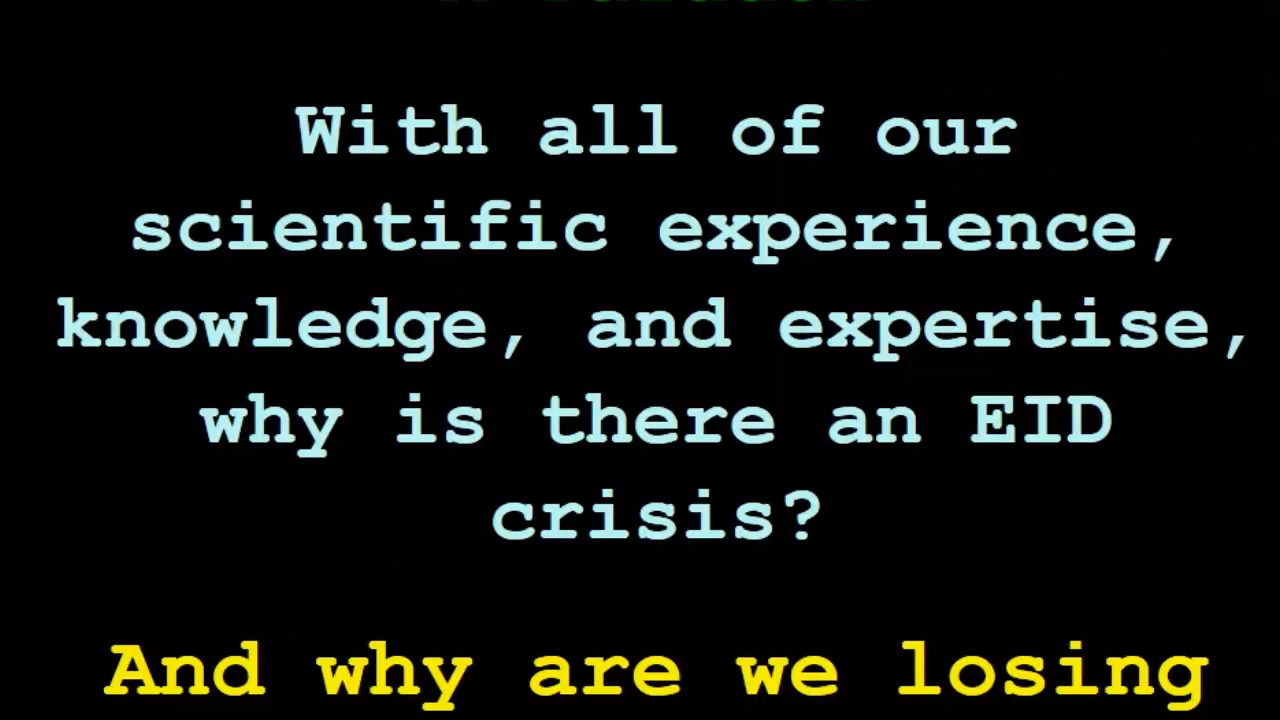 With all of our
scientific experience,
knowledge, and expertise,
why is there an EID
crisis?
And why are we losing